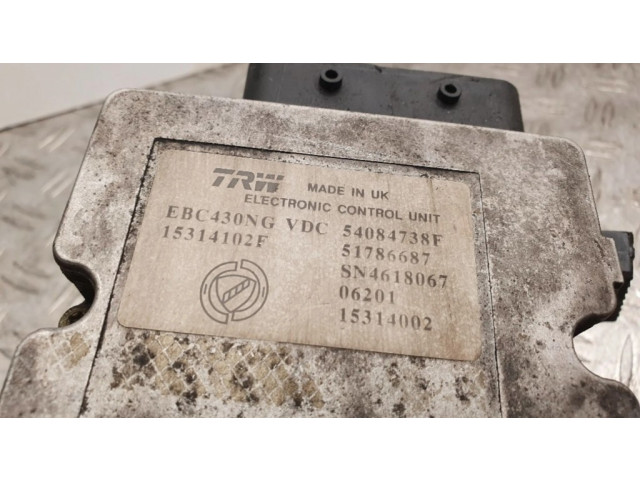 TRW MADE IN UK
ELECTRONIC CONTROL UNIT
EBC430NG VDC 54084738F
15314102F 51786687
SN4618067
06201
15314002